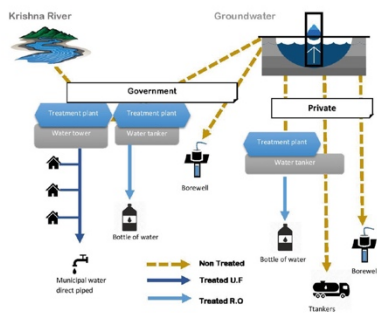 Krishna River
Groundwater
Government
Private
Treatment plant
Treatment plant
Water tower
Water tanker
Treatment plant
Water tanker
Borewell
Bottle of water
Bottle of water
Borewel
Municipal water
direct piped
Non Treated
Treated U.F
Treated R.O
Ttankers